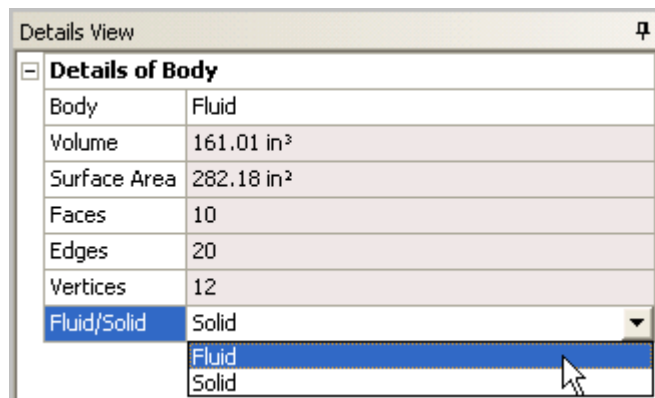 Details View
Details of Body
Body Fluid
Volume 161.01 in³
Surface Area 282.18 in²
Faces 10
Edges 20
Vertices 12
Fluid/Solid Solid
Fluid
Solid